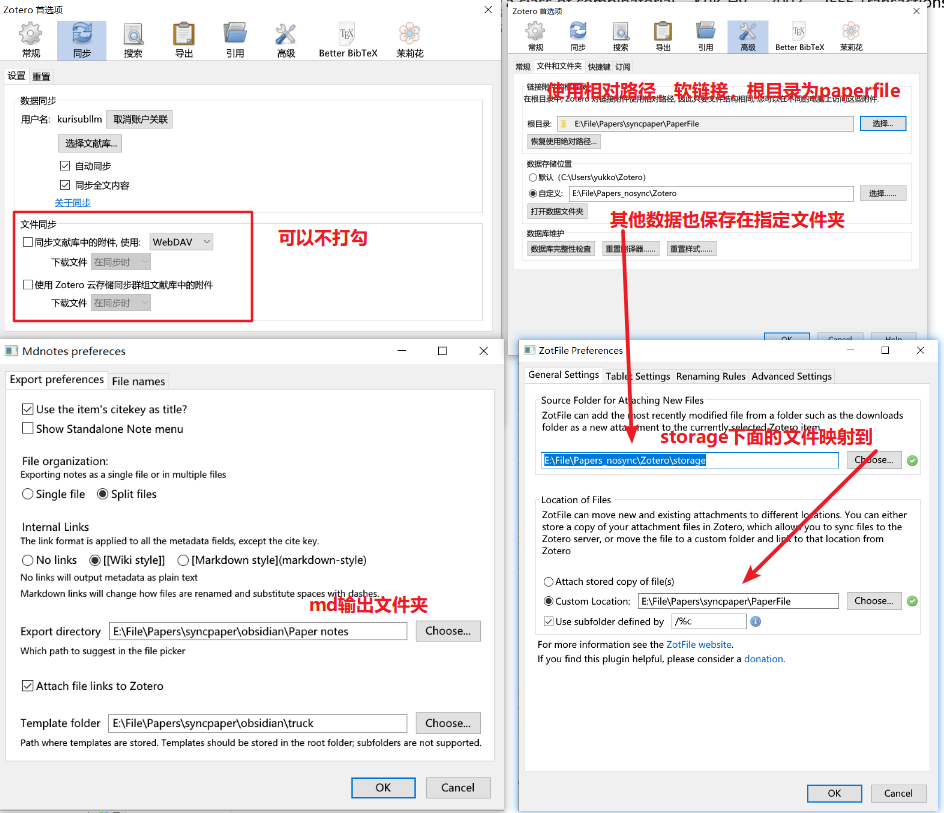 Zotero 首选项
常规
同步
搜索
导出
引用
高级
Better BibTeX
茉莉花
设置
重置
数据同步
用户名: kurisubllm
取消账户关联
选择文献库...
自动同步
同步全文内容
关于同步
文件同步
同步文献库中的附件, 使用:
WebDAV
下载文件
在同步时
使用 Zotero 云存储同步群组文献库中的附件
下载文件
在同步时
可以不打勾
Zotero 首选项
常规
同步
搜索
导出
引用
高级
Better BibTeX
茉莉花
常规
文件和文件夹
快捷键
订阅
使用相对路径,软链接,根目录为paperfile
根目录:
E:\File\Papers\syncpaper\PaperFile
选择...
恢复使用绝对路径...
数据存储位置
默认 (C:\Users\yukko\Zotero)
自定义:
E:\File\Papers_nosync\Zotero
选择......
打开数据文件夹
其他数据也保存在指定文件夹
数据库维护
数据库完整性检查
重置翻译器......
重置样式......
OK
Cancel
Help
Mdnotes prefereces
Export preferences
File names
Use the item's citekey as title?
Show Standalone Note menu
File organization:
Exporting notes as a single file or in multiple files
Single file
Split files
Internal Links
The link format is applied to all the metadata fields, except the cite key.
No links
[[Wiki style]]
[Markdown style](markdown-style)
No links will output metadata as plain text
Markdown links will change how files are renamed and substitute spaces with dashes.
md输出文件夹
Export directory
E:\File\Papers\syncpaper\obsidian\Paper notes
Choose...
Which path to suggest in the file picker
Attach file links to Zotero
Template folder
E:\File\Papers\syncpaper\obsidian\truck
Choose...
Path where templates are stored. Templates should be stored in the root folder; subfolders are not supported.
OK
Cancel
ZotFile Preferences
General Settings
Tablet Settings
Renaming Rules
Advanced Settings
Source Folder for Attaching New Files
ZotFile can add the most recently modified file from a folder such as the downloads
folder as a new attachment to the currently selected Zotero item.
storage下面的文件映射到
E:\File\Papers_nosync\Zotero\storage
Choose...
Location of Files
ZotFile can move new and existing attachments to different locations. You can either
store a copy of your attachment files in Zotero, which allows you to sync files to the
Zotero server, or move the file to a custom folder and link to that location from
Zotero
Attach stored copy of file(s)
Custom Location:
E:\File\Papers\syncpaper\PaperFile
Choose...
Use subfolder defined by
/%c
For more information see the ZotFile website.
If you find this plugin helpful, please consider a donation.
OK
Cancel